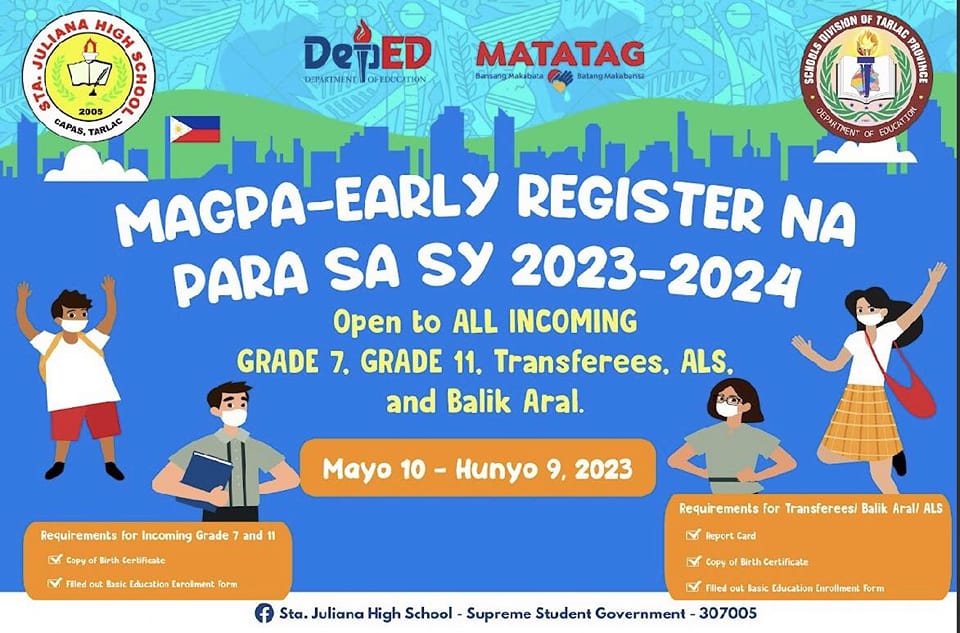 STA. JULIANA HIGH SCHOOL
2005
CAPAS, TARLAC
DepED
DEPARTMENT OF EDUCATION
MATATAG
Bansang Makabata Batang Makabansa
SCHOOLS DIVISION OF TARLAC PROVINCE
DEPARTMENT OF EDUCATION
MAGPA-EARLY REGISTER NA
PARA SA SY 2023-2024
Open to ALL INCOMING
GRADE 7, GRADE 11, Transferees, ALS,
and Balik Aral.
Mayo 10 - Hunyo 9, 2023
Requirements for Incoming Grade 7 and 11
Copy of Birth Certificate
Filled out Basic Education Enrollment Form
Requirements for Transferees/ Balik Aral/ ALS
Report Card
Copy of Birth Certificate
Filled out Basic Education Enrollment Form
Sta. Juliana High School - Supreme Student Government - 307005